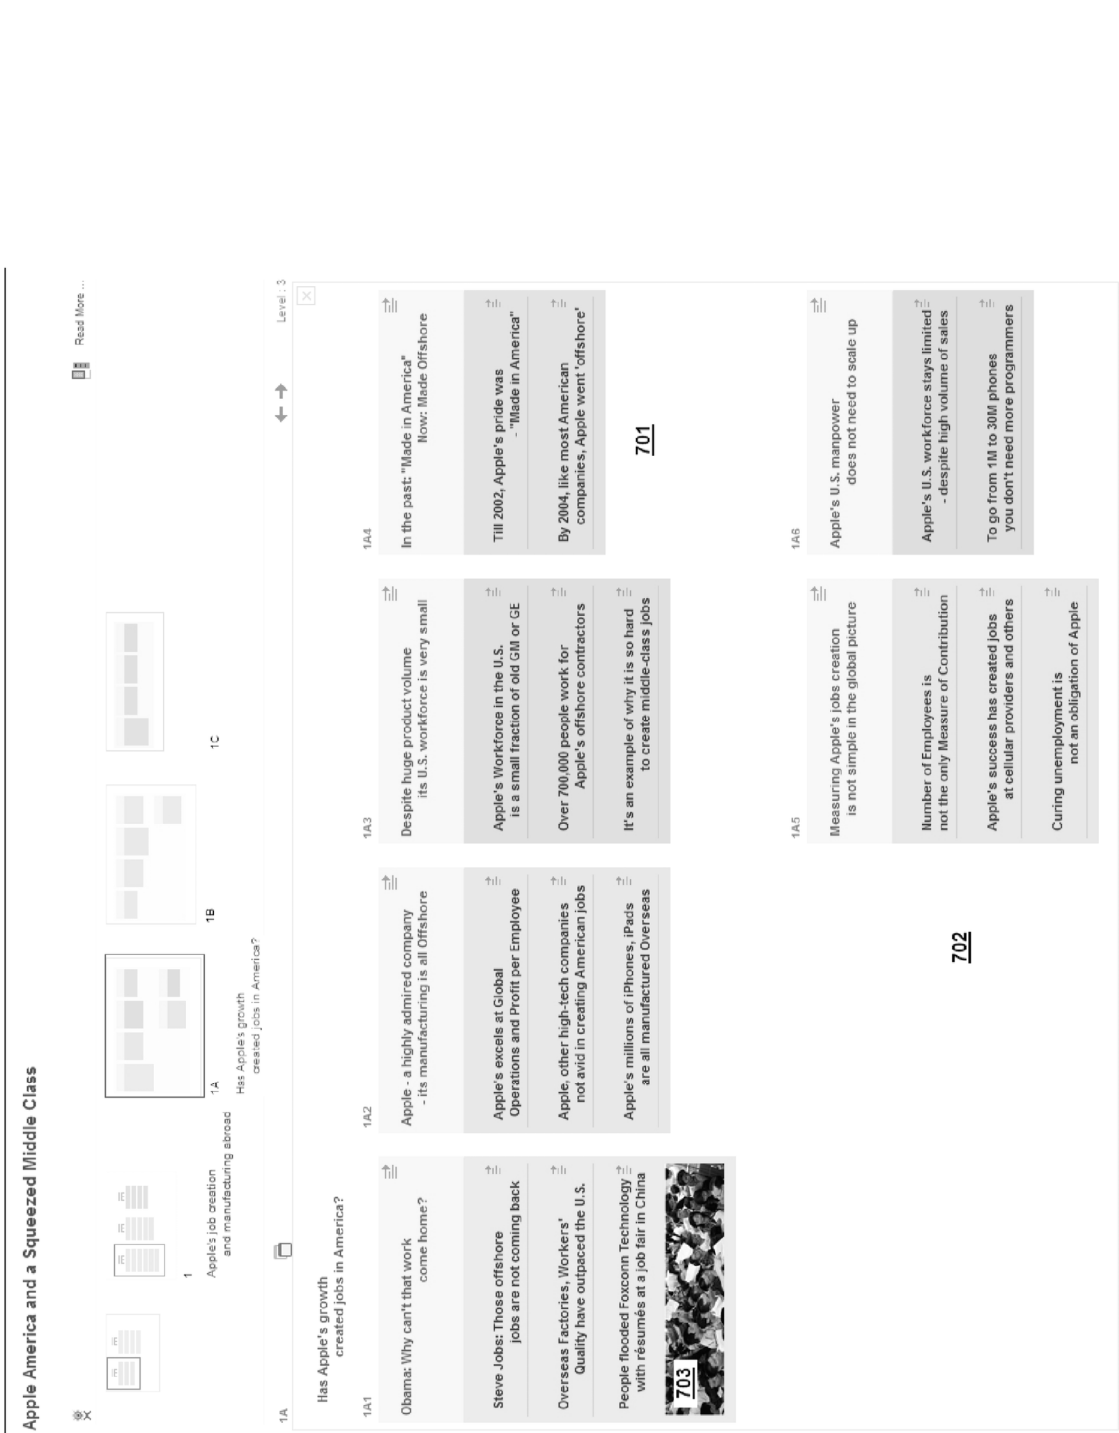 Apple America and a Squeezed Middle Class
Read More ...
1
Apple's job creation
and manufacturing abroad
1A
Has Apple's growth
created jobs in America?
1B
1C
1A
Level : 3
Has Apple's growth
created jobs in America?
1A1
Obama: Why can't that work
come home?
Steve Jobs: Those offshore
jobs are not coming back
Overseas Factories, Workers'
Quality have outpaced the U.S.
People flooded Foxconn Technology
with résumés at a job fair in China
703
1A2
Apple - a highly admired company
- its manufacturing is all Offshore
Apple's excels at Global
Operations and Profit per Employee
Apple, other high-tech companies
not avid in creating American jobs
Apple's millions of iPhones, iPads
are all manufactured Overseas
1A3
Despite huge product volume
its U.S. workforce is very small
Apple's Workforce in the U.S.
is a small fraction of old GM or GE
Over 700,000 people work for
Apple's offshore contractors
It's an example of why it is so hard
to create middle-class jobs
1A4
In the past: "Made in America"
Now: Made Offshore
Till 2002, Apple's pride was
- "Made in America"
By 2004, like most American
companies, Apple went 'offshore'
701
702
1A5
Measuring Apple's jobs creation
is not simple in the global picture
Number of Employees is
not the only Measure of Contribution
Apple's success has created jobs
at cellular providers and others
Curing unemployment is
not an obligation of Apple
1A6
Apple's U.S. manpower
does not need to scale up
Apple's U.S. workforce stays limited
- despite high volume of sales
To go from 1M to 30M phones
you don't need more programmers